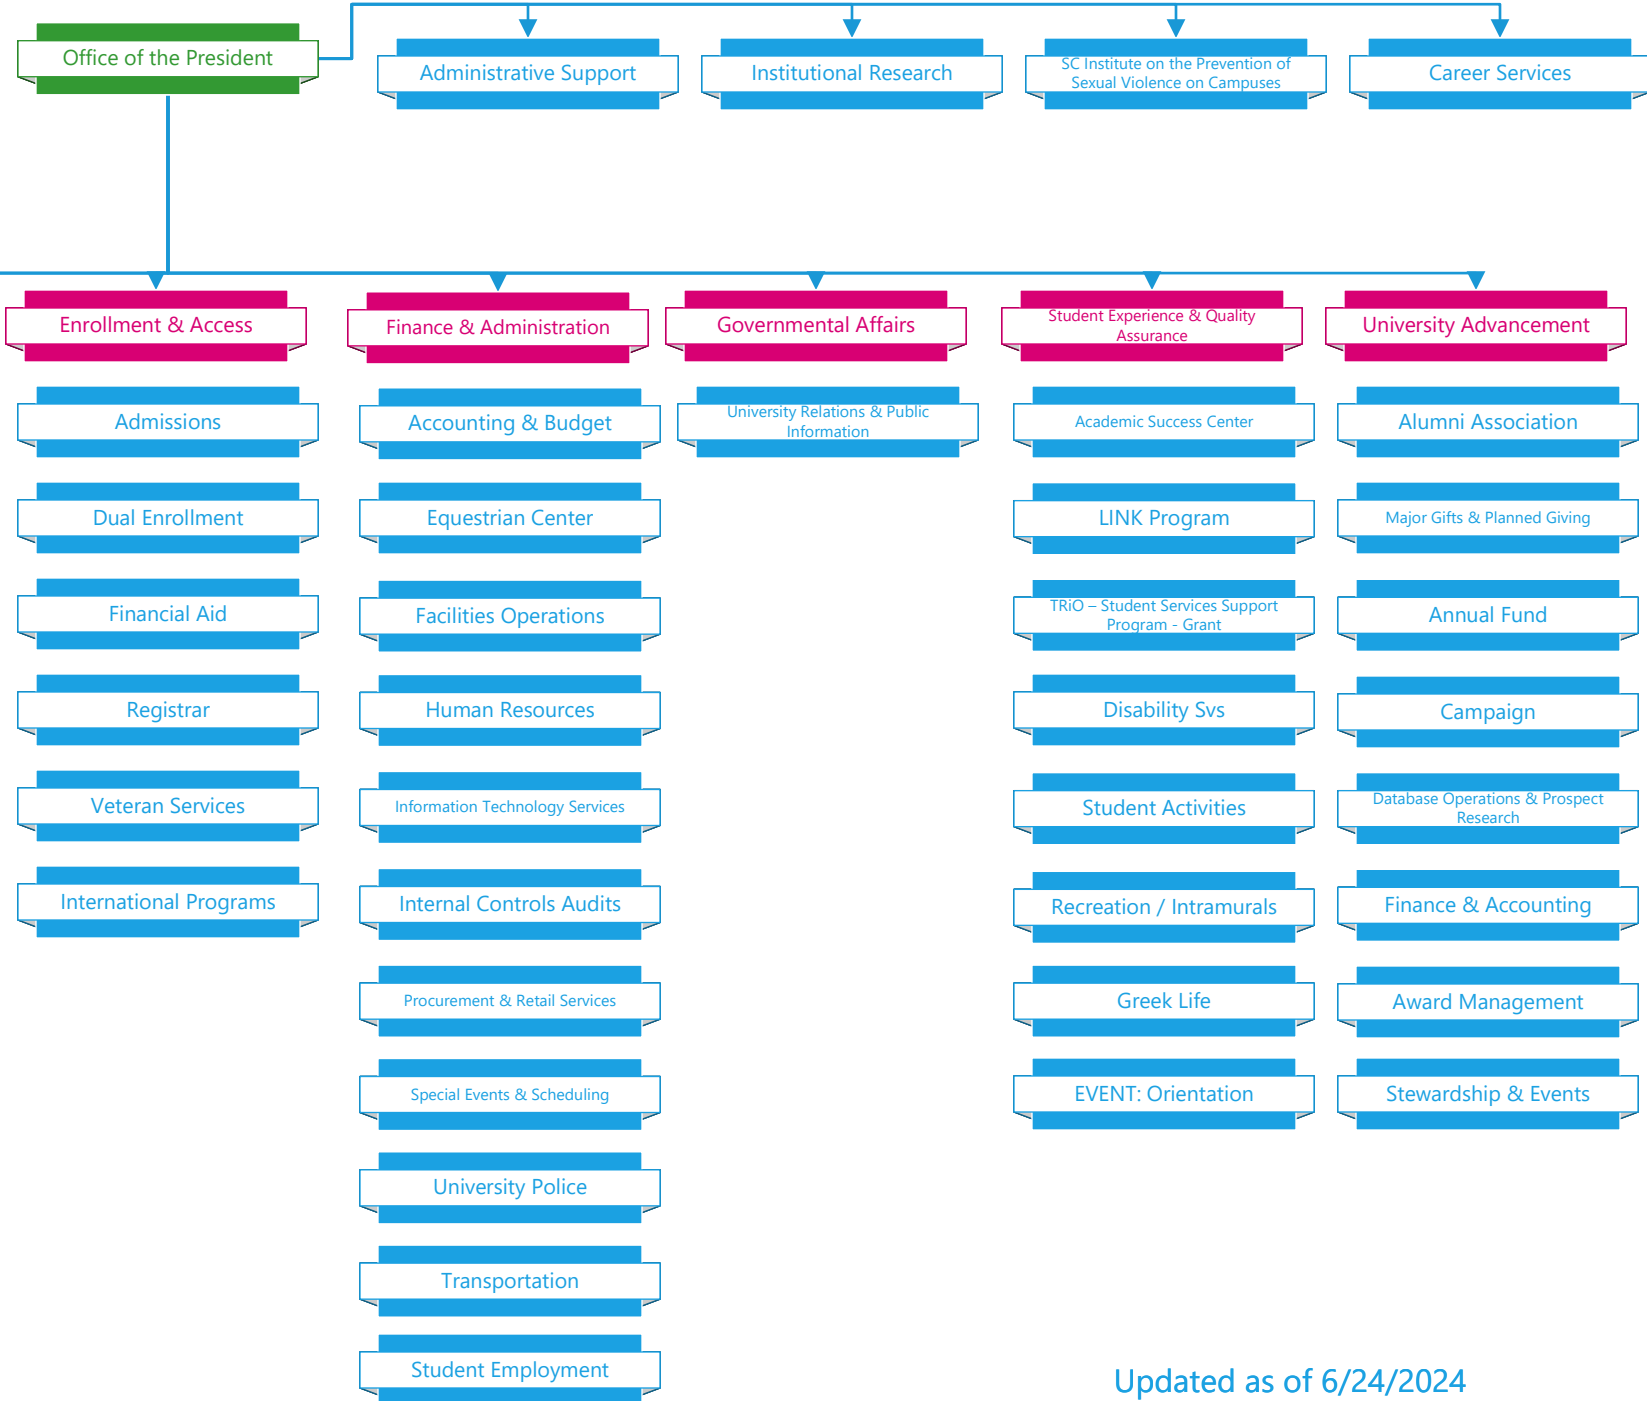 Office of the President
Administrative Support
Institutional Research
SC Institute on the Prevention of
Sexual Violence on Campuses
Career Services
Enrollment & Access
Finance & Administration
Governmental Affairs
Student Experience & Quality
Assurance
University Advancement
Admissions
Dual Enrollment
Financial Aid
Registrar
Veteran Services
International Programs
Accounting & Budget
Equestrian Center
Facilities Operations
Human Resources
Information Technology Services
Internal Controls Audits
Procurement & Retail Services
Special Events & Scheduling
University Police
Transportation
Student Employment
University Relations & Public
Information
Academic Success Center
LINK Program
TRiO – Student Services Support
Program - Grant
Disability Svs
Student Activities
Recreation / Intramurals
Greek Life
EVENT: Orientation
Alumni Association
Major Gifts & Planned Giving
Annual Fund
Campaign
Database Operations & Prospect
Research
Finance & Accounting
Award Management
Stewardship & Events
Updated as of 6/24/2024